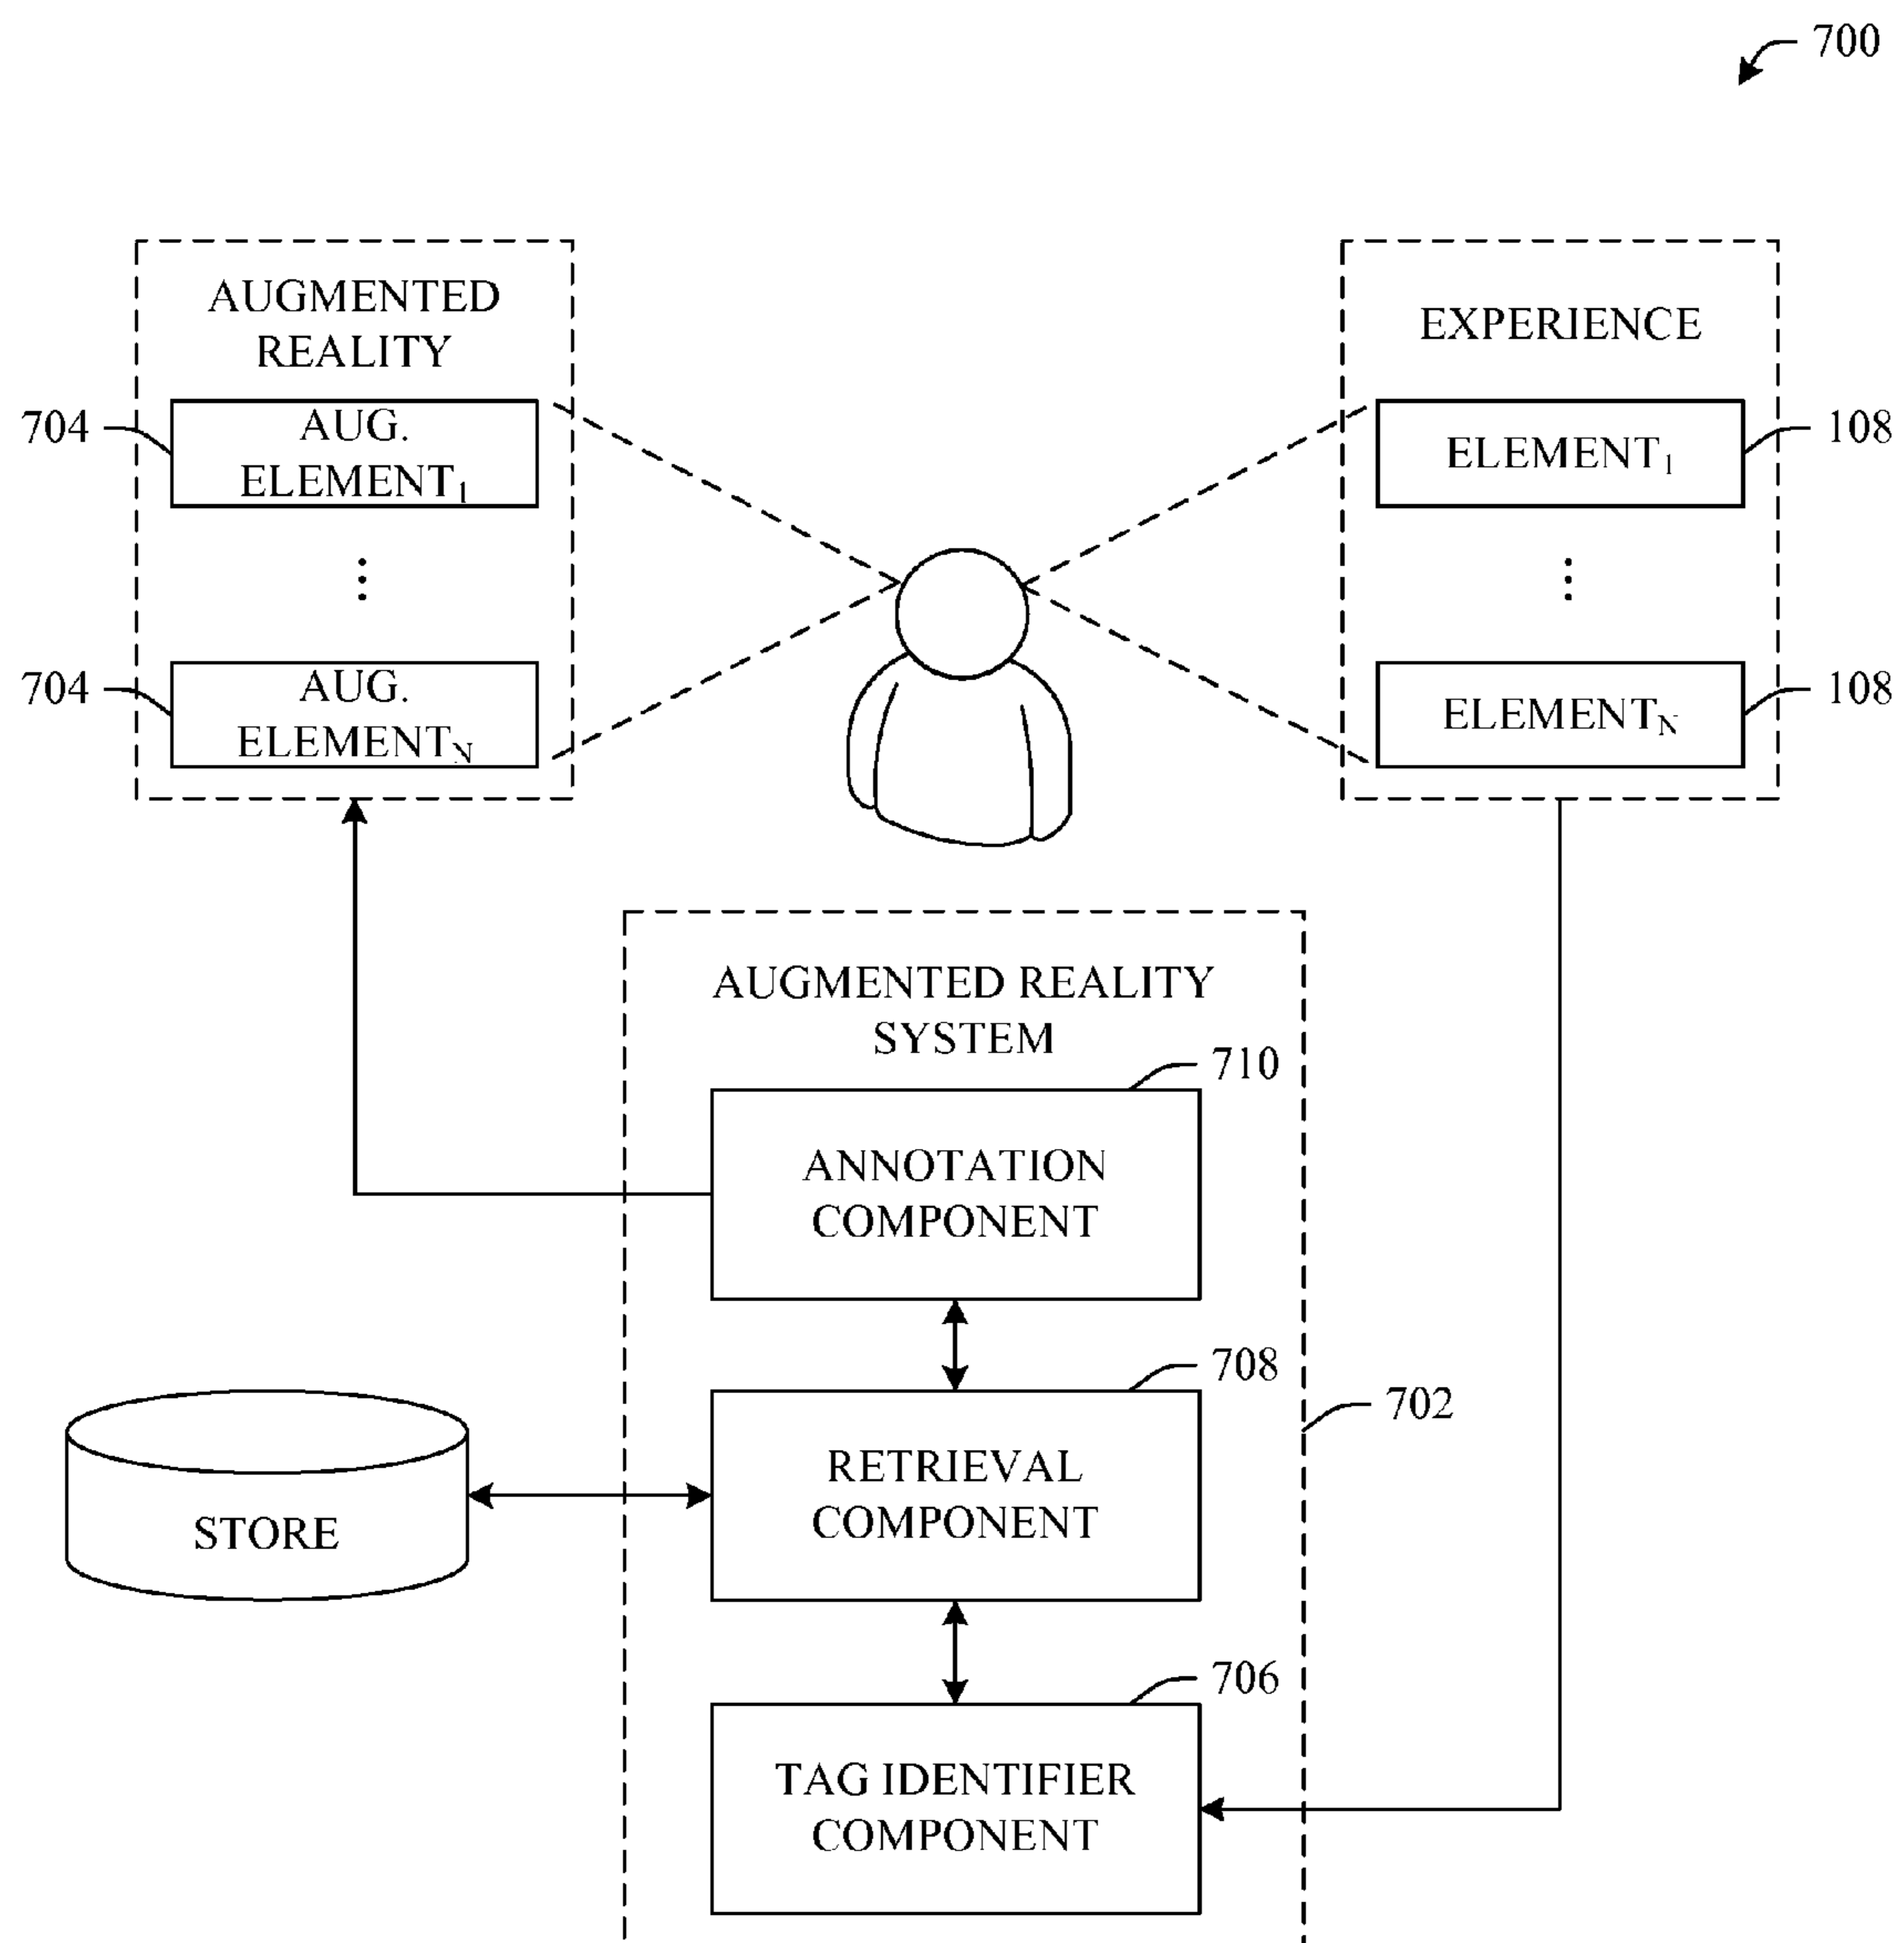 700
AUGMENTED
REALITY
704
AUG.
ELEMENT1
704
AUG.
ELEMENTN
EXPERIENCE
ELEMENT1
108
ELEMENTN
108
AUGMENTED REALITY
SYSTEM
710
ANNOTATION
COMPONENT
708
702
RETRIEVAL
COMPONENT
STORE
706
TAG IDENTIFIER
COMPONENT